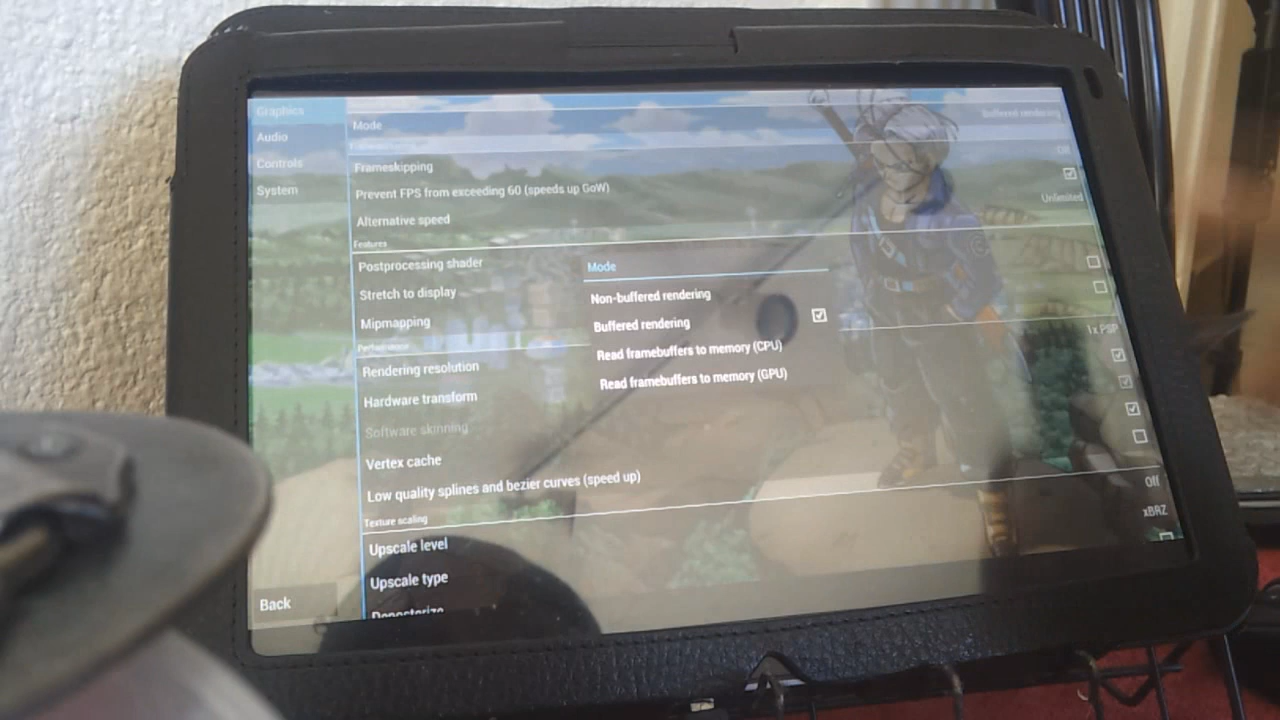 Graphics
Audio
Controls
System
Back
Mode
Buffered rendering
Frameskipping
Off
Prevent FPS from exceeding 60 (speeds up GoW)
Alternative speed
Unlimited
Features
Postprocessing shader
Stretch to display
Mipmapping
Performance
Rendering resolution
1x PSP
Hardware transform
Software skinning
Vertex cache
Low quality splines and bezier curves (speed up)
Texture scaling
Upscale level
Off
Upscale type
xBRZ
Deposterize
Mode
Non-buffered rendering
Buffered rendering
Read framebuffers to memory (CPU)
Read framebuffers to memory (GPU)